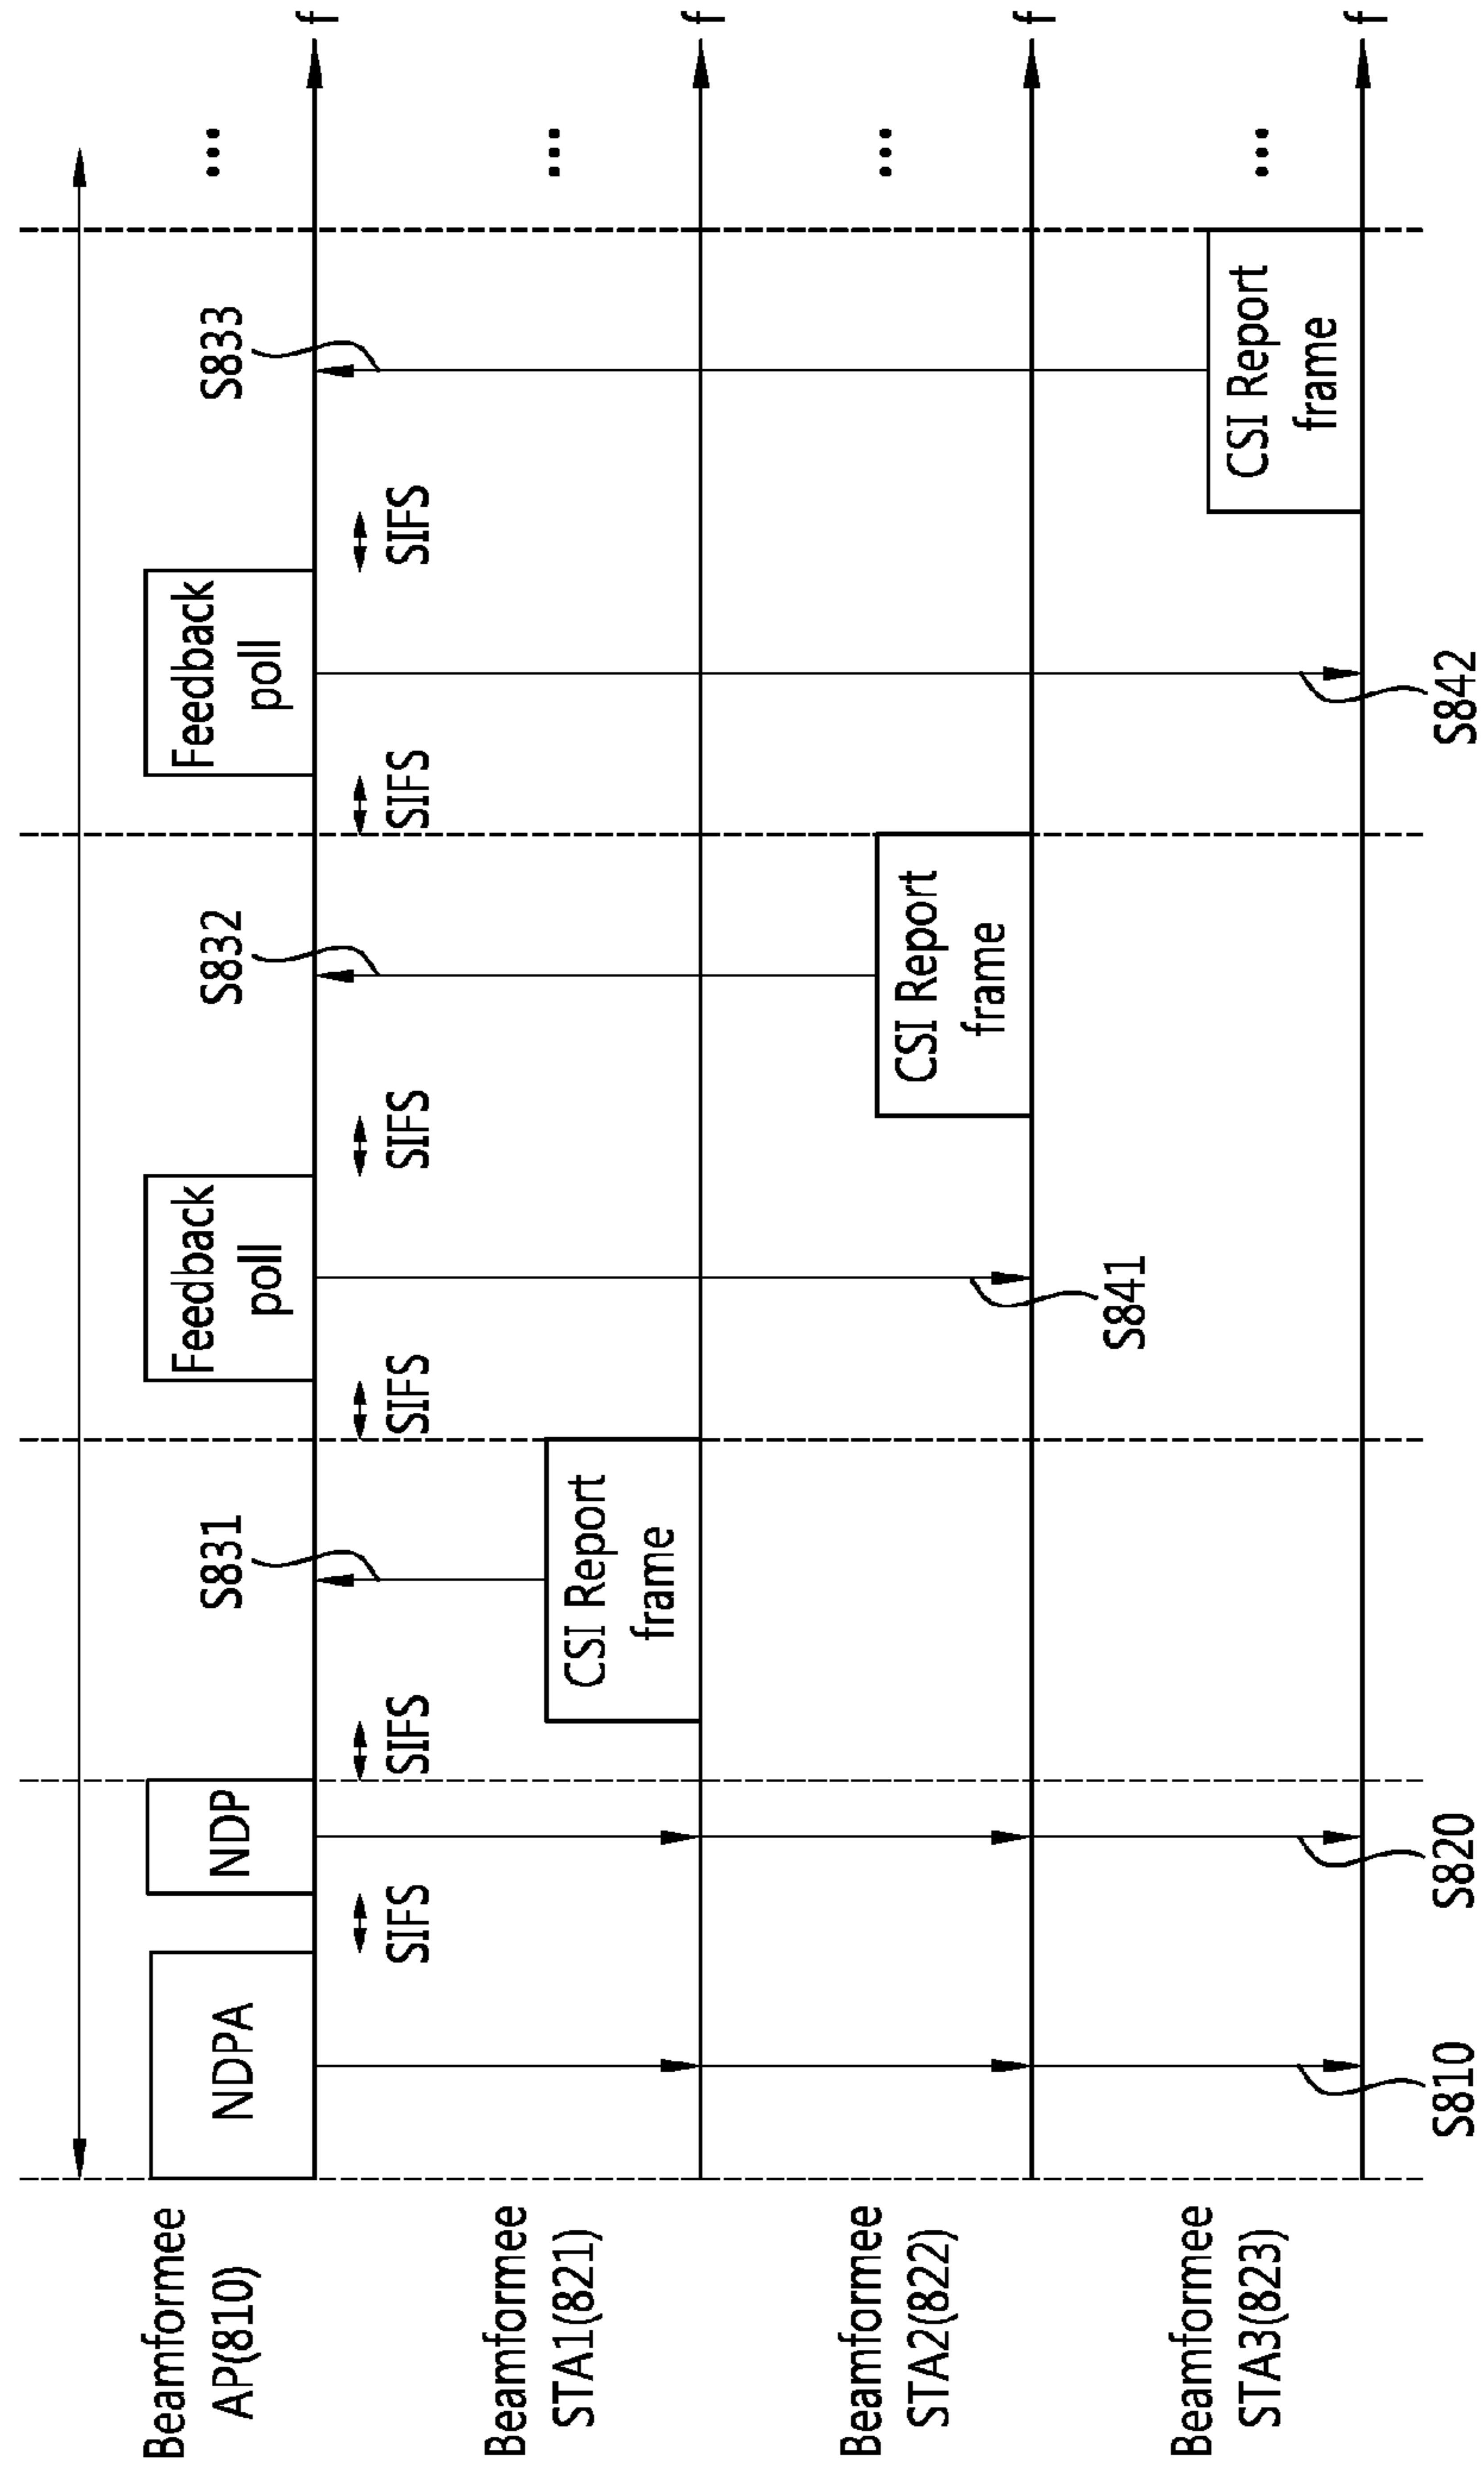 Beamformee
AP(810)
NDPA
NDP
S831
Feedback
poll
S832
Feedback
poll
S833
...
f
SIFS
SIFS
SIFS
SIFS
SIFS
SIFS
Beamformee
STA1(821)
CSI Report
frame
...
f
Beamformee
STA2(822)
CSI Report
frame
...
f
S841
Beamformee
STA3(823)
CSI Report
frame
...
f
S810
S820
S842